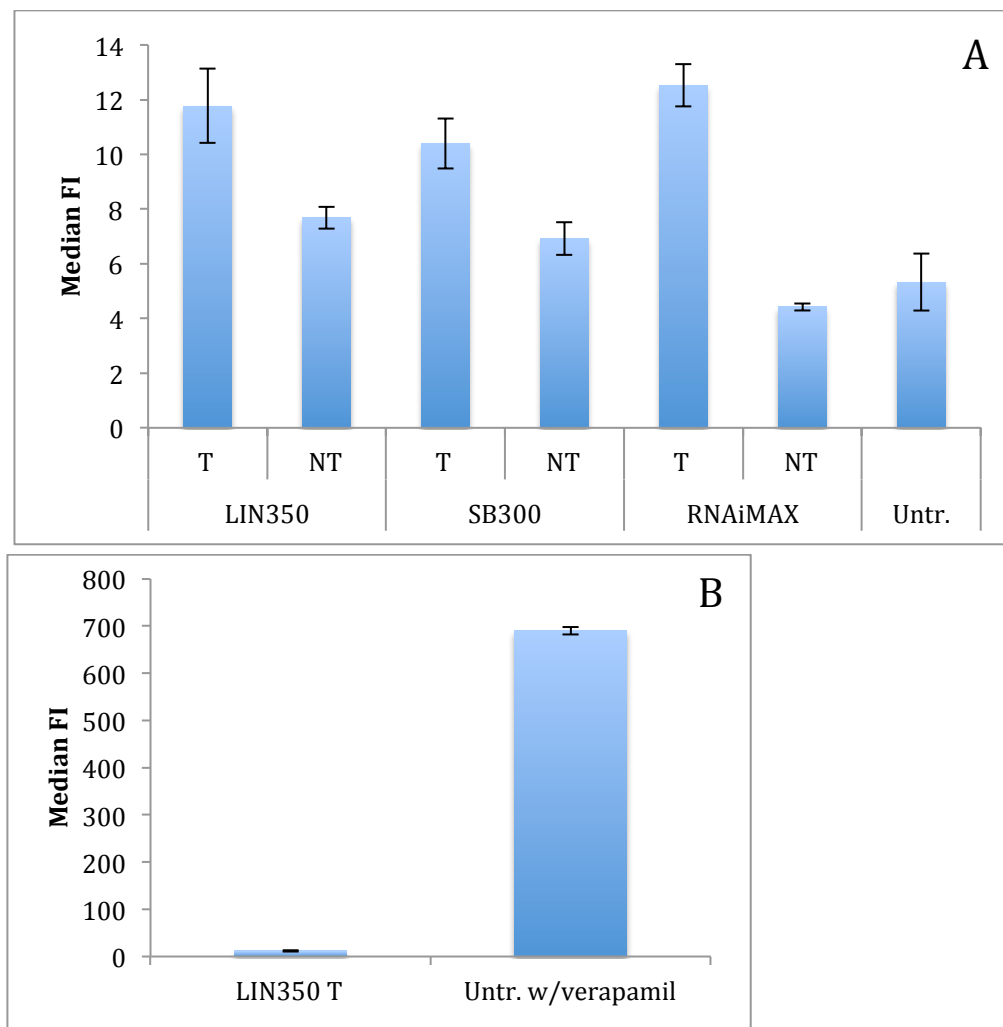 A
Median FI
14
12
10
8
6
4
2
0
T NT T NT T NT
LIN350 SB300 RNAiMAX Untr.
B
Median FI
800
700
600
500
400
300
200
100
0
LIN350 T Untr. w/verapamil